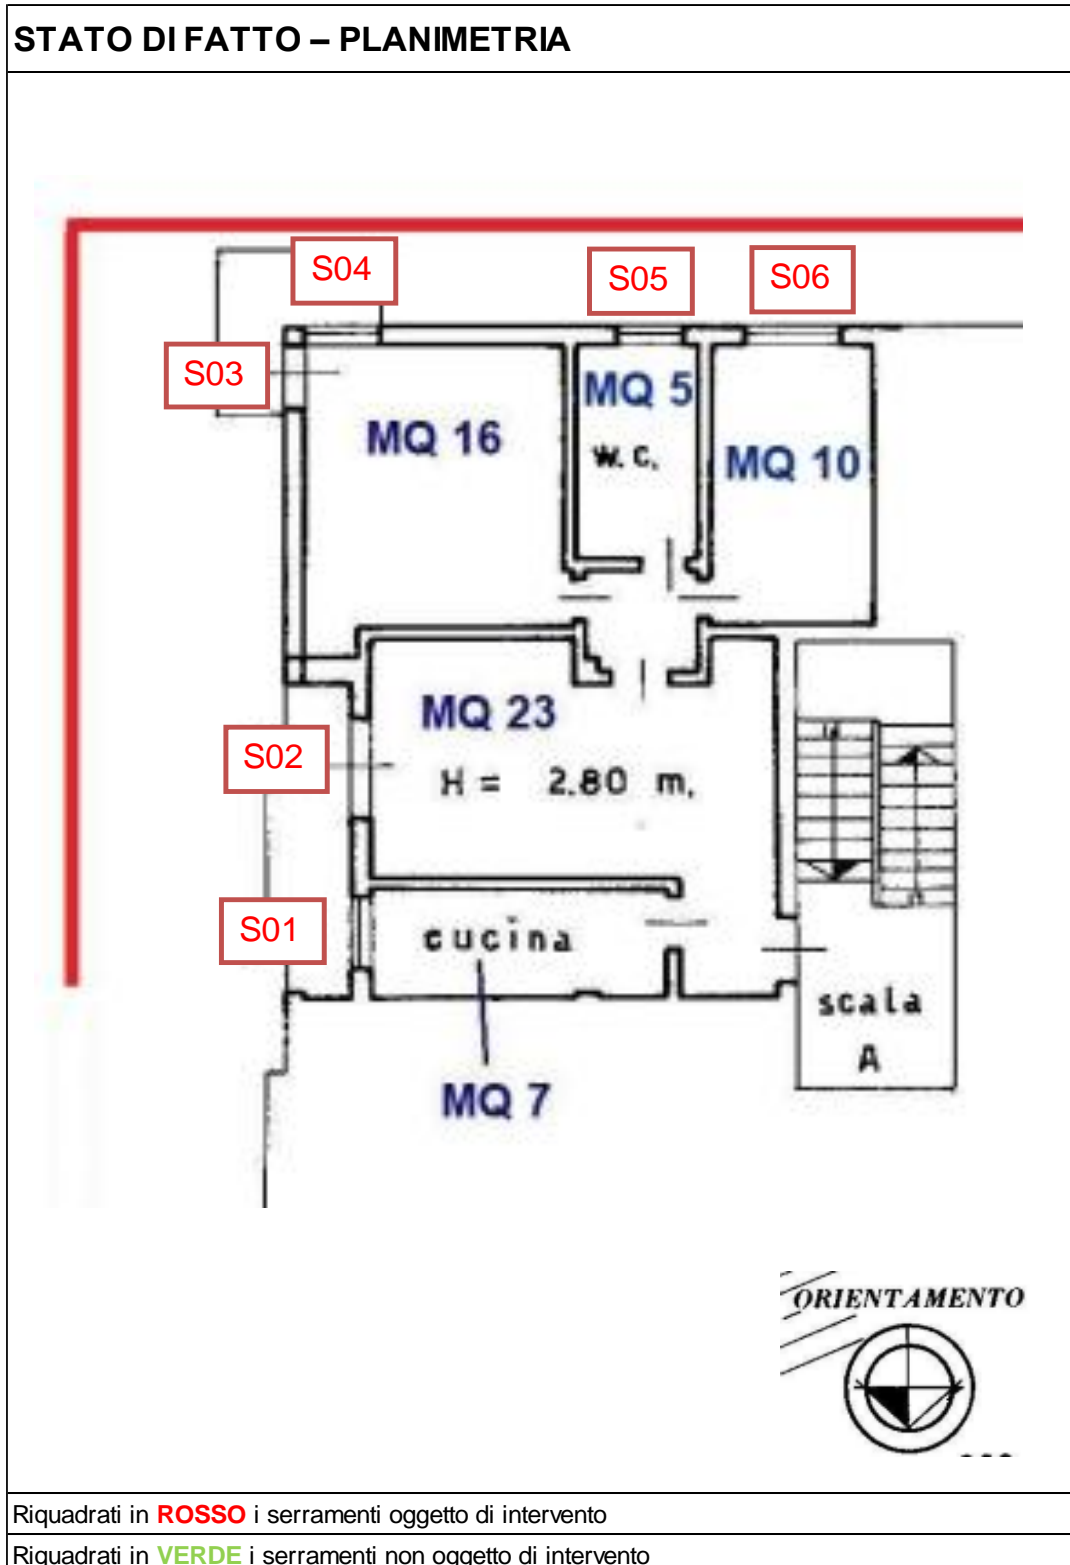 STATO DI FATTO – PLANIMETRIA
S04
S05
S06
S03
MQ 5
MQ 16
w.c.
MQ 10
MQ 23
S02
H = 2.80 m.
S01
cucina
scala
A
MQ 7
ORIENTAMENTO
Riquadrati in ROSSO i serramenti oggetto di intervento
Riquadrati in VERDE i serramenti non oggetto di intervento